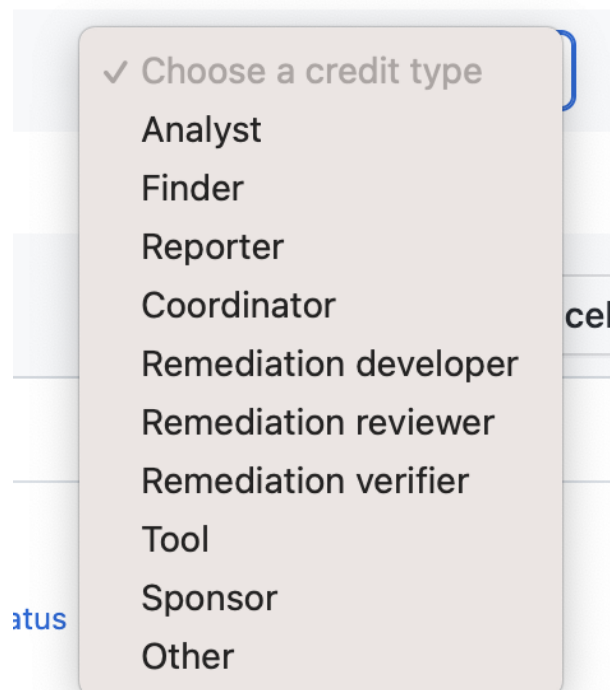 Choose a credit type
Analyst
Finder
Reporter
Coordinator
Remediation developer
Remediation reviewer
Remediation verifier
Tool
Sponsor
Other